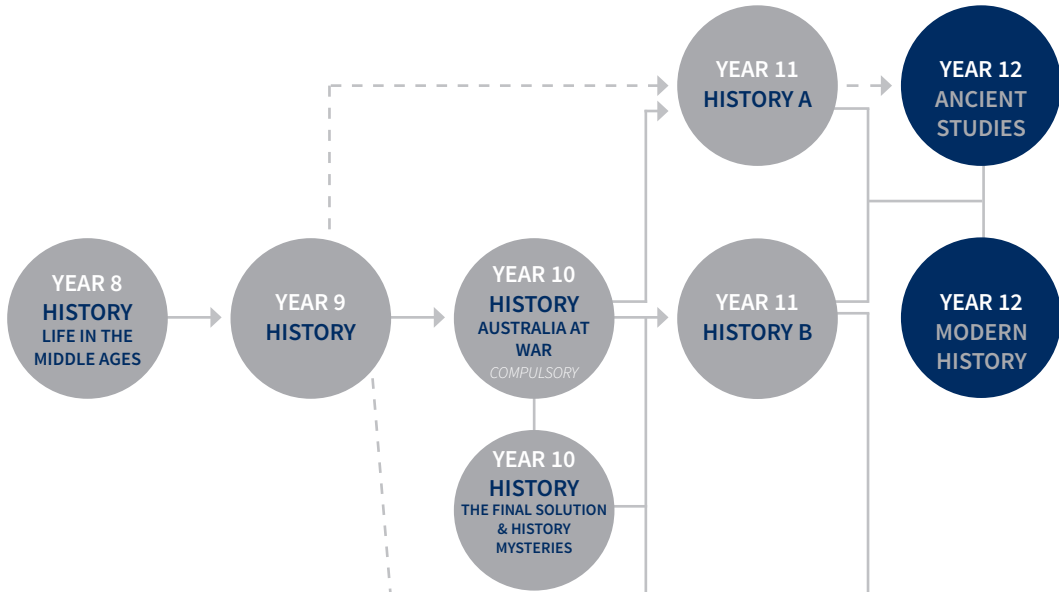 YEAR 11
HISTORY A
YEAR 12
ANCIENT
STUDIES
YEAR 8
HISTORY
LIFE IN THE
MIDDLE AGES
YEAR 9
HISTORY
YEAR 10
HISTORY
AUSTRALIA AT
WAR
COMPULSORY
YEAR 11
HISTORY B
YEAR 12
MODERN
HISTORY
YEAR 10
HISTORY
THE FINAL SOLUTION
& HISTORY
MYSTERIES